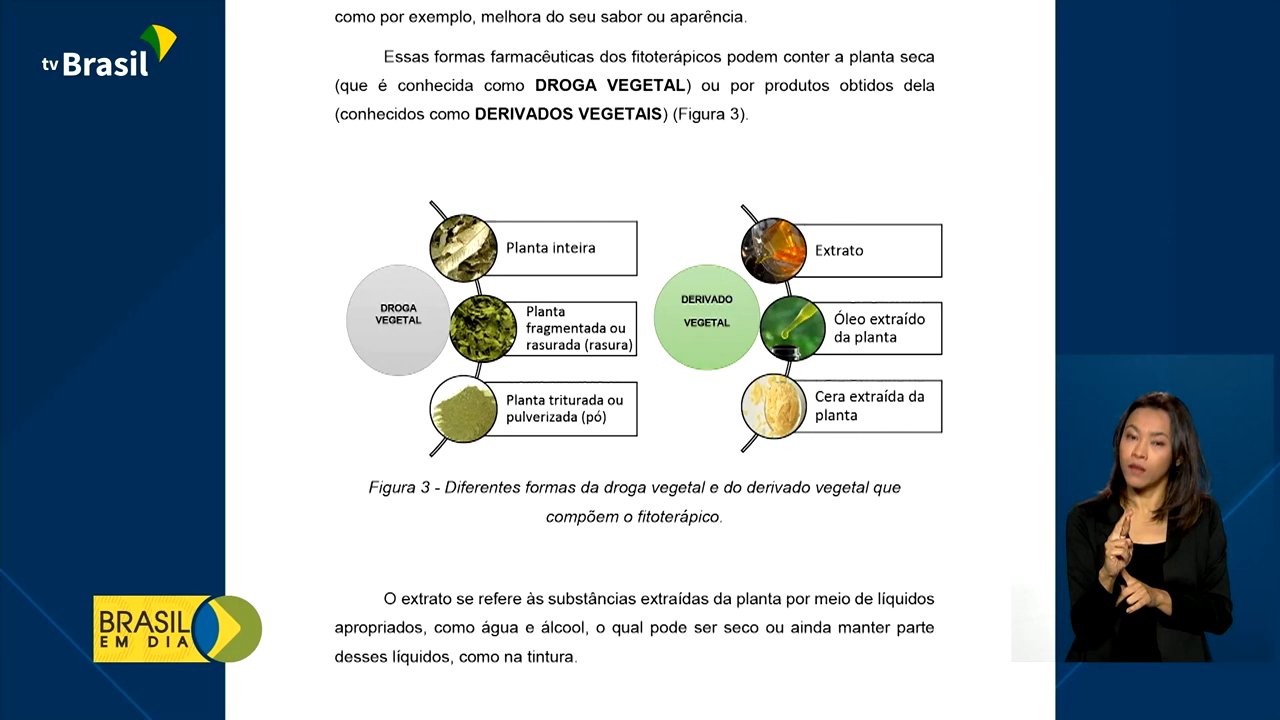 como por exemplo, melhora do seu sabor ou aparência.
tv Brasil
Essas formas farmacêuticas dos fitoterápicos podem conter a planta seca
(que é conhecida como DROGA VEGETAL) ou por produtos obtidos dela
(conhecidos como DERIVADOS VEGETAIS) (Figura 3).
DROGA
VEGETAL
Planta inteira
Planta
fragmentada ou
rasurada (rasura)
Planta triturada ou
pulverizada (pó)
DERIVADO
VEGETAL
Extrato
Óleo extraído
da planta
Cera extraída da
planta
Figura 3 - Diferentes formas da droga vegetal e do derivado vegetal que
compõem o fitoterápico.
O extrato se refere às substâncias extraídas da planta por meio de líquidos
apropriados, como água e álcool, o qual pode ser seco ou ainda manter parte
desses líquidos, como na tintura.
BRASIL
EM DIA